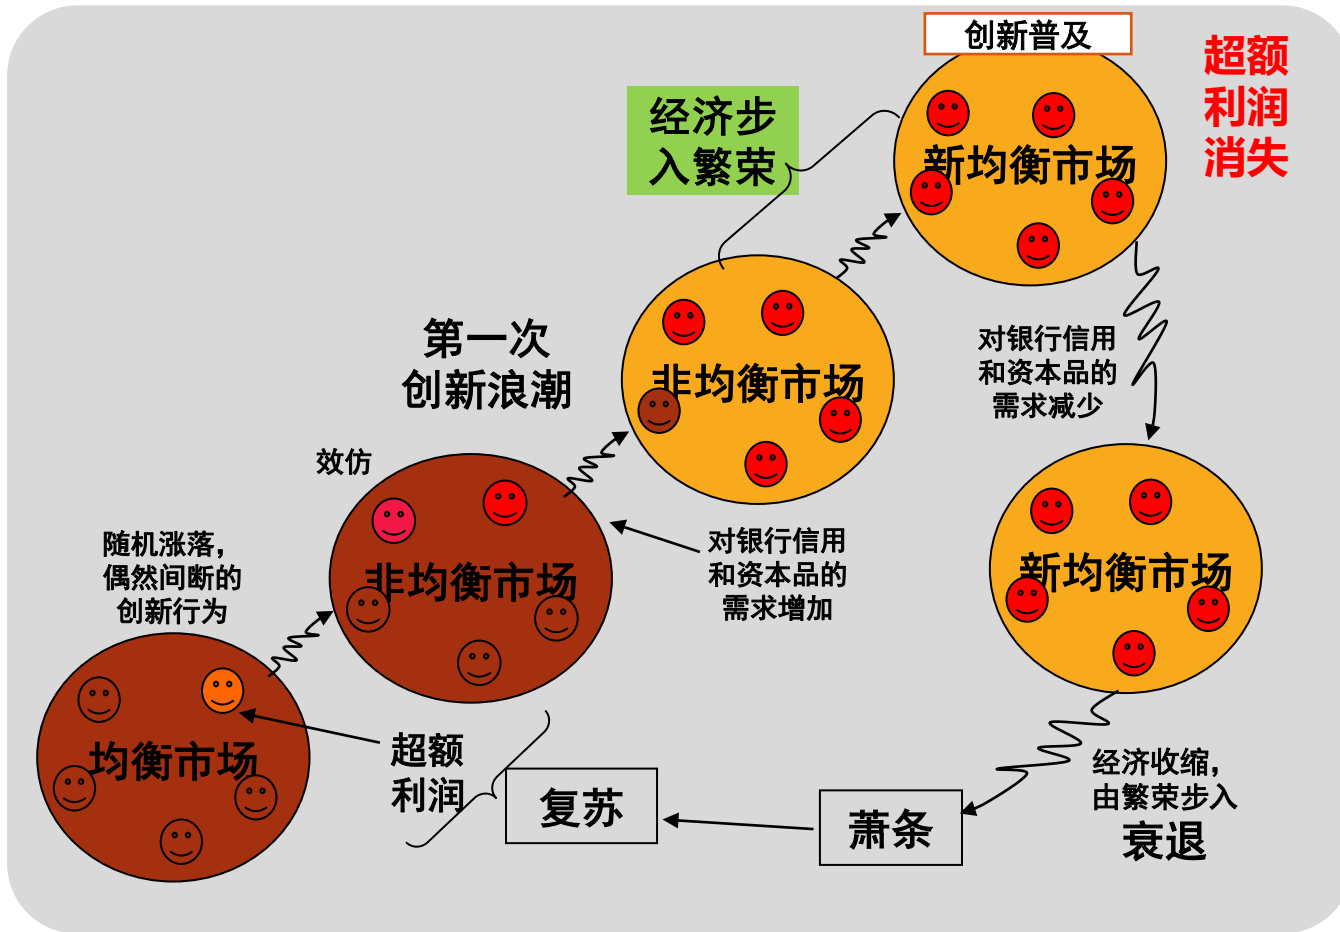 创新普及
超额
利润
消失
经济步
入繁荣
新均衡市场
第一次
创新浪潮
非均衡市场
对银行信用
和资本品的
需求减少
效仿
非均衡市场
对银行信用
和资本品的
需求增加
随机涨落，
偶然间断的
创新行为
新均衡市场
均衡市场
超额
利润
复苏
萧条
经济收缩，
由繁荣步入
衰退